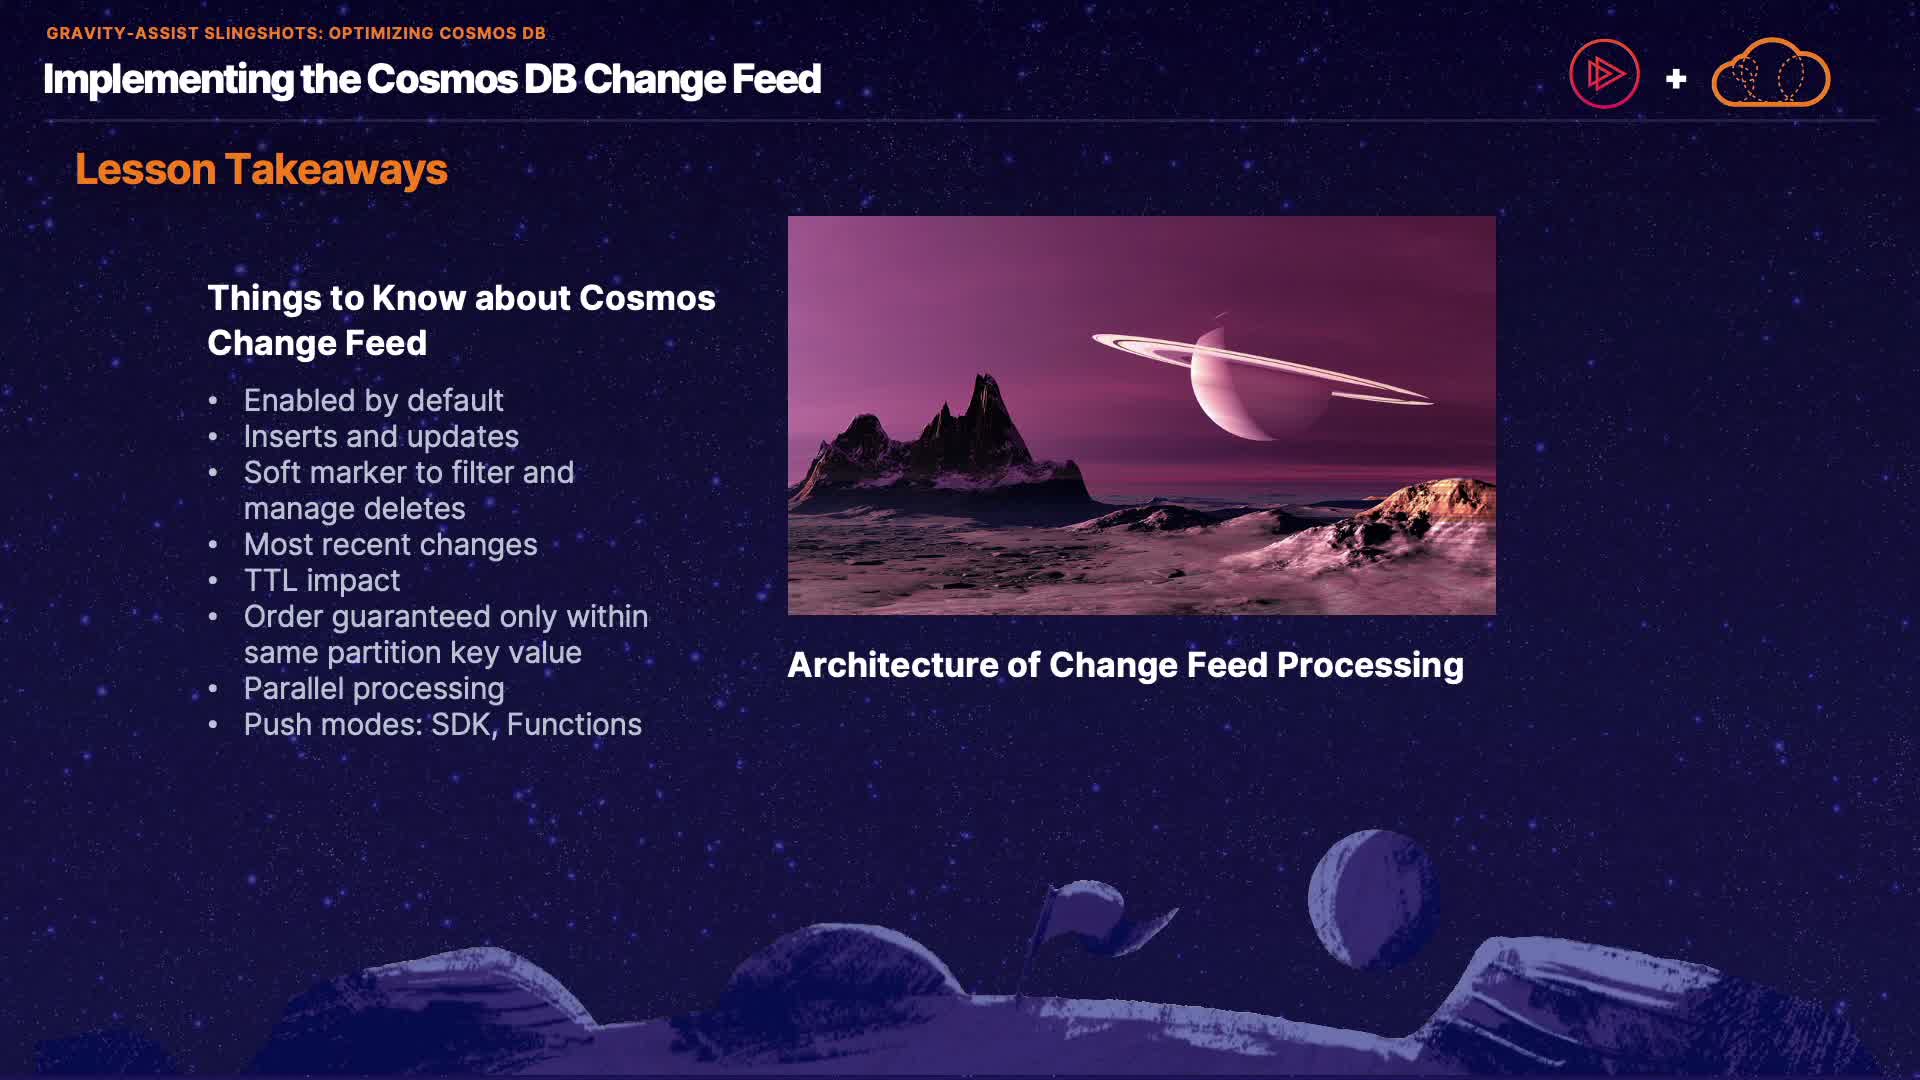 GRAVITY-ASSIST SLINGSHOTS: OPTIMIZING COSMOS DB
Implementing the Cosmos DB Change Feed
+
Lesson Takeaways
Things to Know about Cosmos
Change Feed
• Enabled by default
• Inserts and updates
• Soft marker to filter and
manage deletes
• Most recent changes
• TTL impact
• Order guaranteed only within
same partition key value
• Parallel processing
• Push modes: SDK, Functions
Architecture of Change Feed Processing